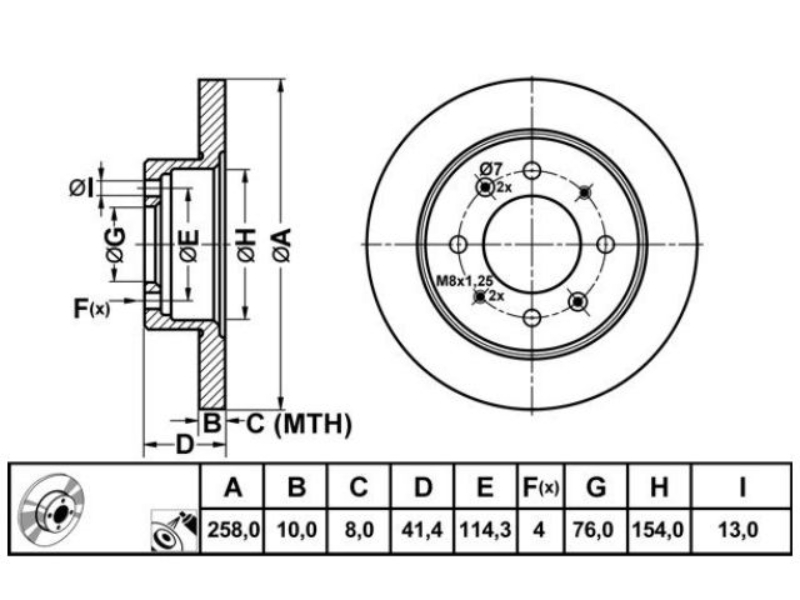 Ø7
2x
ØI
ØG
ØE
ØH
ØA
M8x1,25
2x
F(x)
B
C (MTH)
D
A B C D E F(x) G H I
258,0 10,0 8,0 41,4 114,3 4 76,0 154,0 13,0